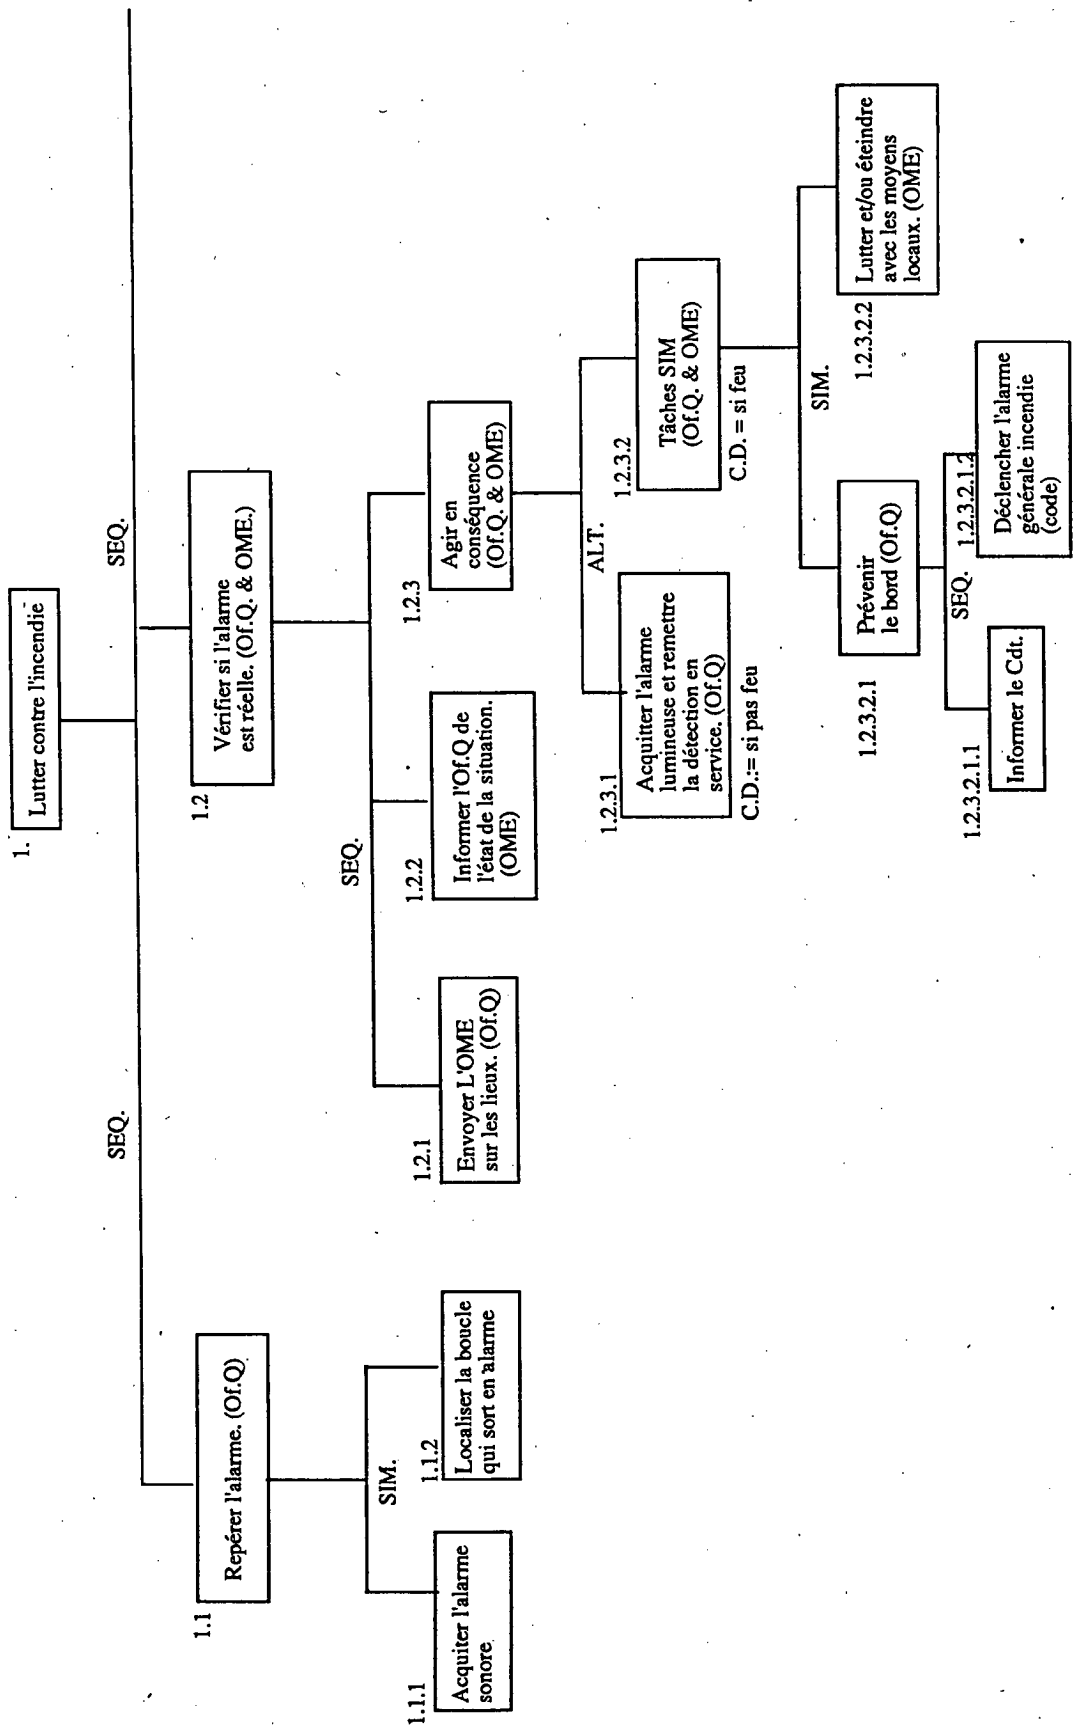 1.
Lutter contre l'incendie
SEQ.
SEQ.
1.1
Repérer l'alarme. (Of.Q)
1.2
Vérifier si l'alarme
est réelle. (Of.Q. & OME.)
SIM.
1.1.1
Acquiter l'alarme
sonore
1.1.2
Localiser la boucle
qui sort en alarme
SEQ.
1.2.1
Envoyer L'OME
sur les lieux. (Of.Q)
1.2.2
Informer l'Of.Q de
l'état de la situation.
(OME)
1.2.3
Agir en
conséquence
(Of.Q. & OME)
ALT.
1.2.3.1
Acquitter l'alarme
lumineuse et remettre
la détection en
service. (Of.Q)
C.D.:= si pas feu
1.2.3.2
Tâches SIM
(Of.Q. & OME)
C.D. = si feu
SIM.
1.2.3.2.1
Prévenir
le bord (Of.Q)
1.2.3.2.2
Lutter et/ou éteindre
avec les moyens
locaux. (OME)
SEQ.
1.2.3.2.1.1
Informer le Cdt.
1.2.3.2.1.2
Déclencher l'alarme
générale incendie
(code)